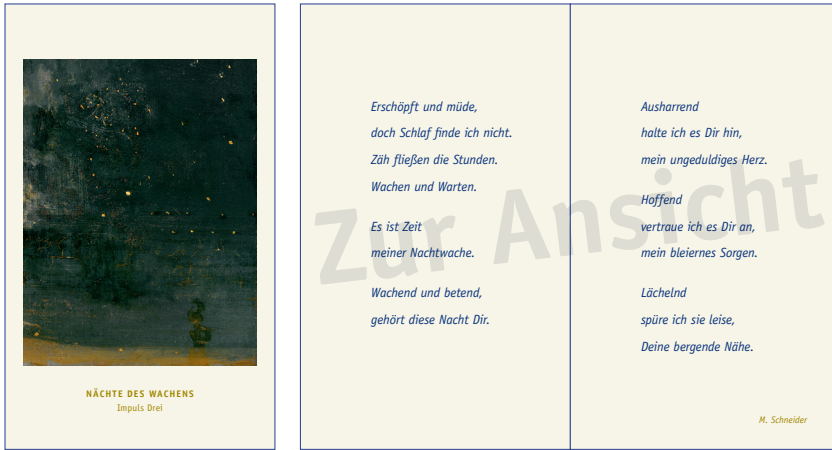 NÄCHTE DES WACHENS
Impuls Drei
Erschöpft und müde,
doch Schlaf finde ich nicht.
Zäh fließen die Stunden.
Wachen und Warten.
Es ist Zeit
meiner Nachtwache.
Wachend und betend,
gehört diese Nacht Dir.
Ausharrend
halte ich es Dir hin,
mein ungeduldiges Herz.
Hoffend
vertraue ich es Dir an,
mein bleiernes Sorgen.
Lächelnd
spüre ich sie leise,
Deine bergende Nähe.
M. Schneider
Zur Ansicht